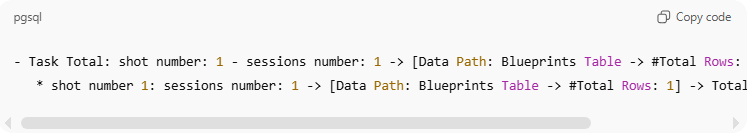 pgsql
Copy code
- Task Total: shot number: 1 - sessions number: 1 -> [Data Path: Blueprints Table -> #Total Rows:
* shot number 1: sessions number: 1 -> [Data Path: Blueprints Table -> #Total Rows: 1] -> Total